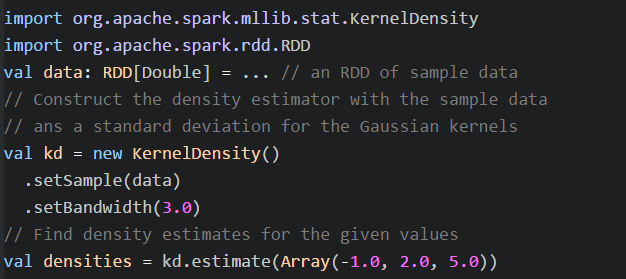 import org.apache.spark.mllib.stat.KernelDensity
import org.apache.spark.rdd.RDD
val data: RDD[Double] = ... // an RDD of sample data
// Construct the density estimator with the sample data
// ans a standard deviation for the Gaussian kernels
val kd = new KernelDensity()
  .setSample(data)
  .setBandwidth(3.0)
// Find density estimates for the given values
val densities = kd.estimate(Array(-1.0, 2.0, 5.0))